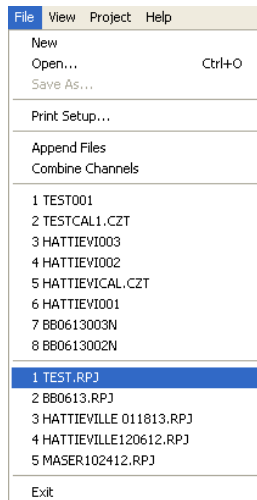 File View Project Help
New
Open... Ctrl+O
Save As...
Print Setup...
Append Files
Combine Channels
1 TEST001
2 TESTCAL1.CZT
3 HATTIEVI003
4 HATTIEVI002
5 HATTIEVICAL.CZT
6 HATTIEVI001
7 BB0613003N
8 BB0613002N
1 TEST.RPJ
2 BB0613.RPJ
3 HATTIEVILLE 011813.RPJ
4 HATTIEVILLE120612.RPJ
5 MASER102412.RPJ
Exit